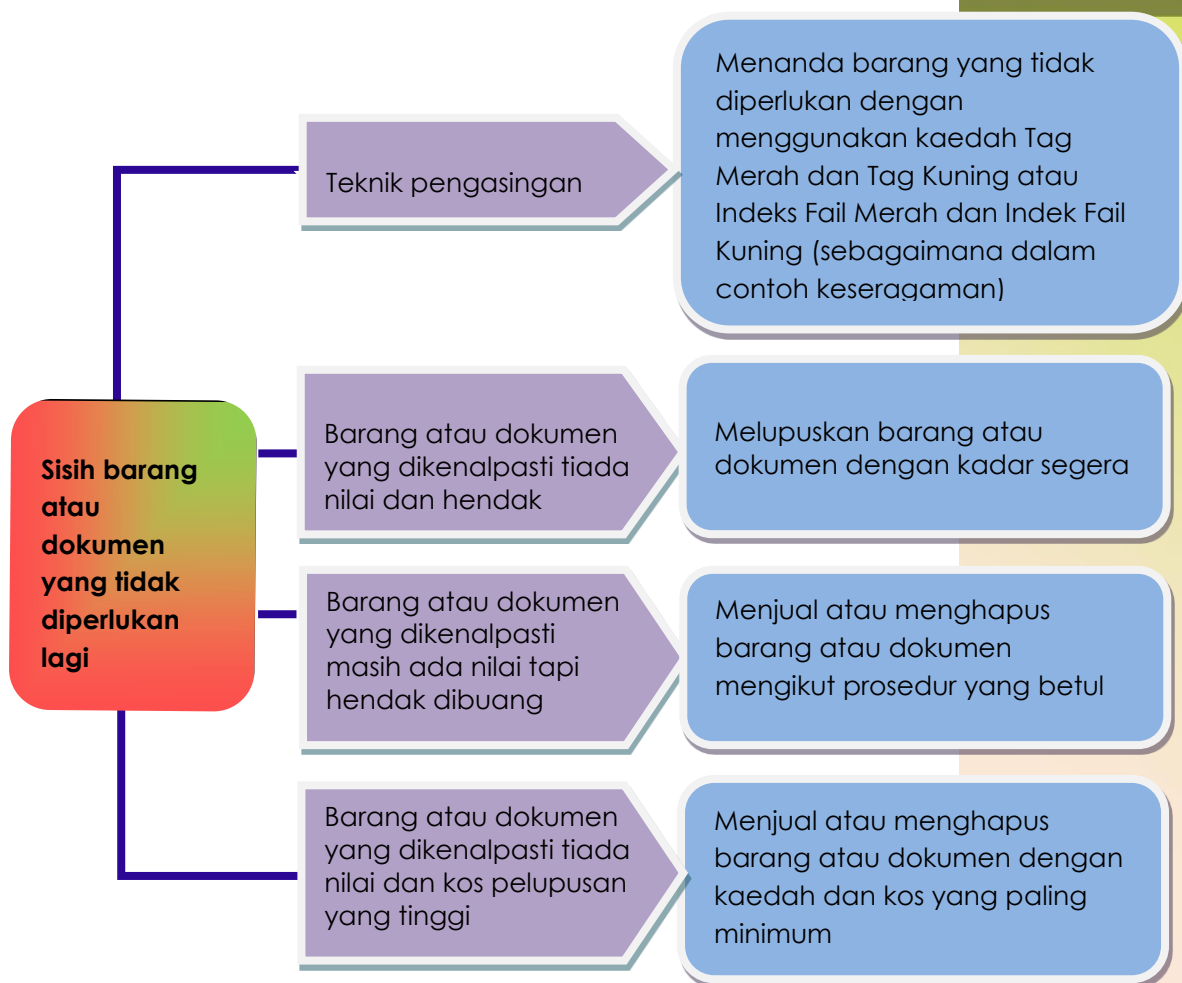 Teknik pengasingan
Menanda barang yang tidak
diperlukan dengan
menggunakan kaedah Tag
Merah dan Tag Kuning atau
Indeks Fail Merah dan Indek Fail
Kuning (sebagaimana dalam
contoh keseragaman)
Sisih barang
atau
dokumen
yang tidak
diperlukan
lagi
Barang atau dokumen
yang dikenalpasti tiada
nilai dan hendak
Melupuskan barang atau
dokumen dengan kadar segera
Barang atau dokumen
yang dikenalpasti
masih ada nilai tapi
hendak dibuang
Menjual atau menghapus
barang atau dokumen
mengikut prosedur yang betul
Barang atau dokumen
yang dikenalpasti tiada
nilai dan kos pelupusan
yang tinggi
Menjual atau menghapus
barang atau dokumen dengan
kaedah dan kos yang paling
minimum